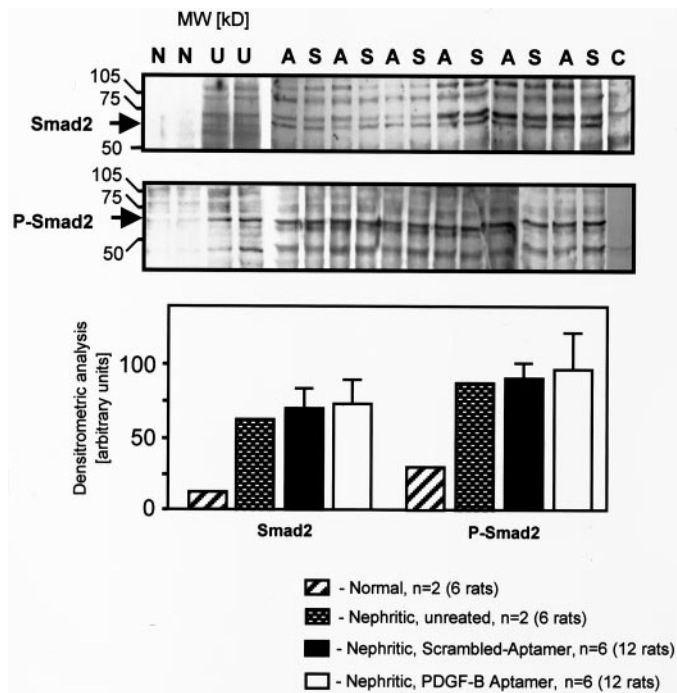 MW [kD]
N N U U A S A S A S A S A S A S C
105
75
Smad2
50
105
75
P-Smad2
50
Densitrometric analysis
[arbitrary units]
100
50
0
Smad2
P-Smad2
- Normal, n=2 (6 rats)
- Nephritic, unreated, n=2 (6 rats)
- Nephritic, Scrambled-Aptamer, n=6 (12 rats)
- Nephritic, PDGF-B Aptamer, n=6 (12 rats)